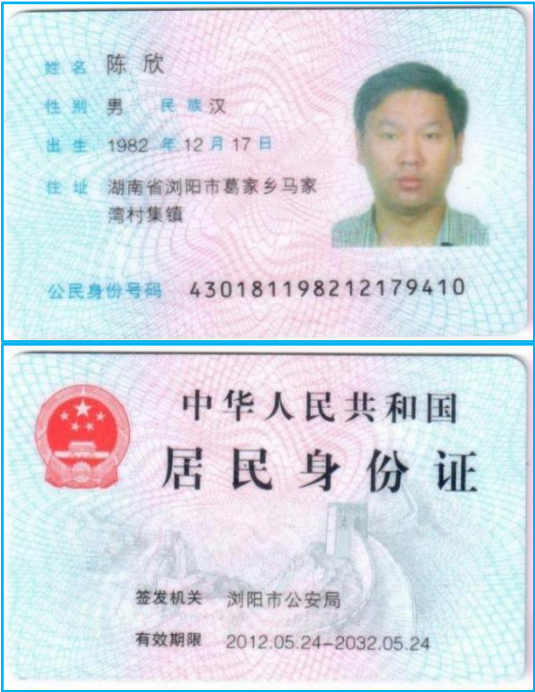 姓名 陈欣
性别 男 民族 汉
出生 1982 年 12 月 17 日
住址 湖南省浏阳市葛家乡马家
湾村集镇
公民身份号码 430181198212179410
中华人民共和国
居民身份证
签发机关 浏阳市公安局
有效期限 2012.05.24-2032.05.24